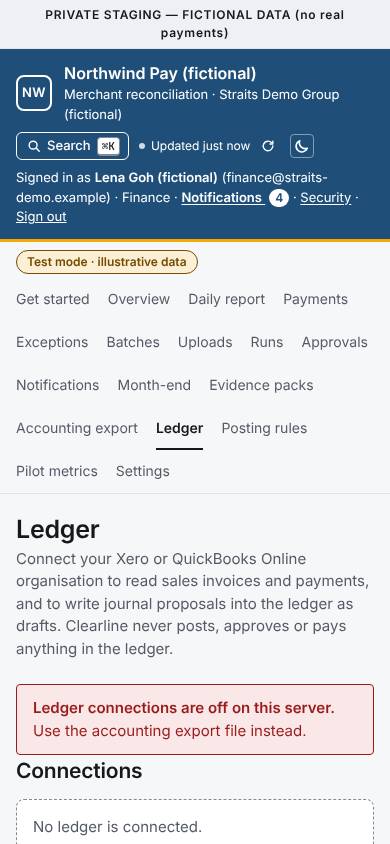 PRIVATE STAGING — FICTIONAL DATA (no real
payments)
NW
Northwind Pay (fictional)
Merchant reconciliation · Straits Demo Group
(fictional)
Search ⌘K
Updated just now
Signed in as Lena Goh (fictional) (finance@straits-
demo.example) · Finance · Notifications 4 · Security ·
Sign out
Test mode · illustrative data
Get started Overview Daily report Payments
Exceptions Batches Uploads Runs Approvals
Notifications Month-end Evidence packs
Accounting export Ledger Posting rules
Pilot metrics Settings
Ledger
Connect your Xero or QuickBooks Online
organisation to read sales invoices and payments,
and to write journal proposals into the ledger as
drafts. Clearline never posts, approves or pays
anything in the ledger.
Ledger connections are off on this server.
Use the accounting export file instead.
Connections
No ledger is connected.